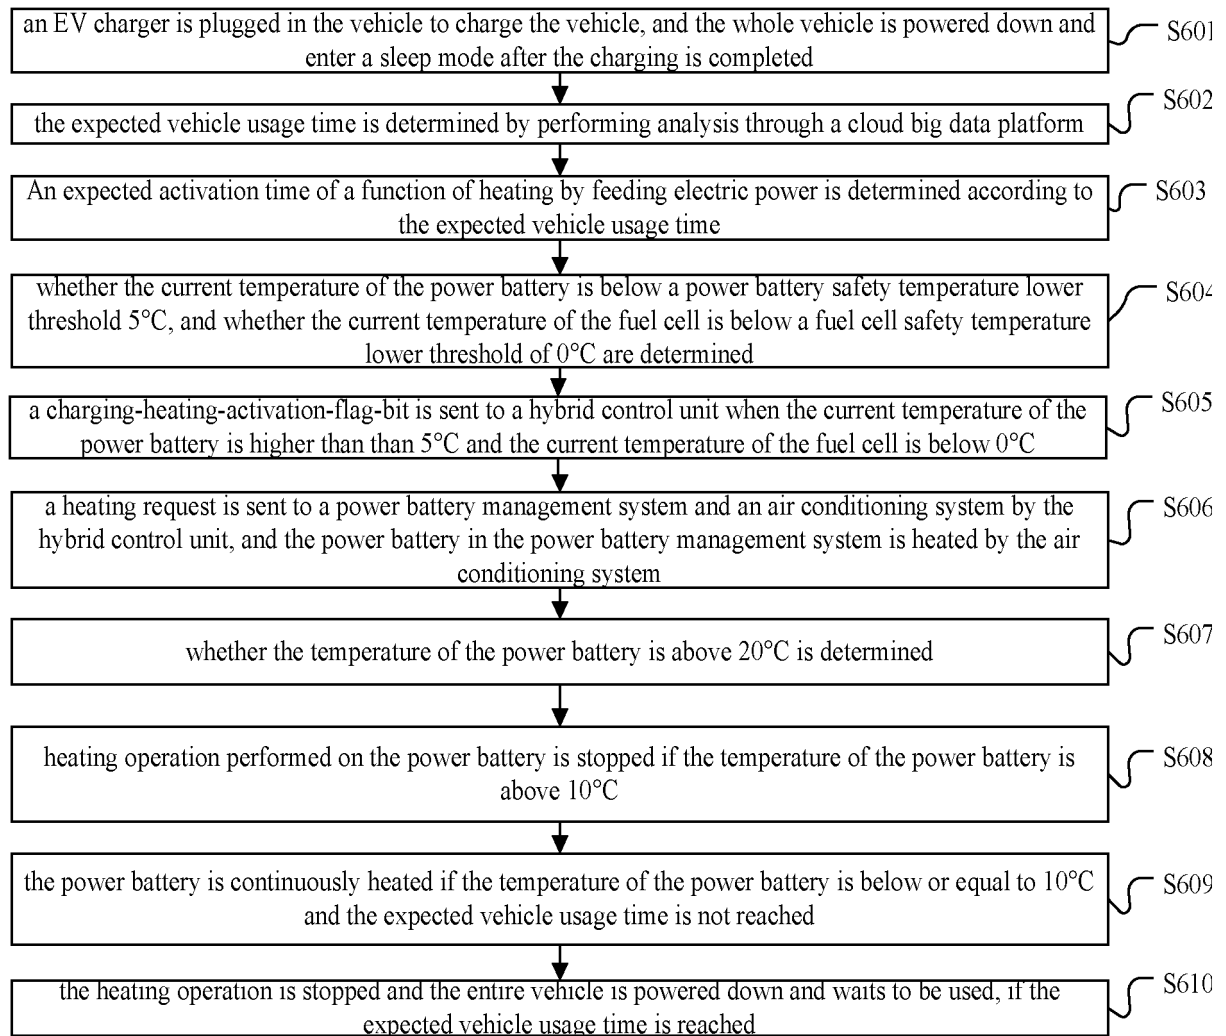 an EV charger is plugged in the vehicle to charge the vehicle, and the whole vehicle is powered down and
enter a sleep mode after the charging is completed
S601
the expected vehicle usage time is determined by performing analysis through a cloud big data platform
S602
An expected activation time of a function of heating by feeding electric power is determined according to
the expected vehicle usage time
S603
whether the current temperature of the power battery is below a power battery safety temperature lower
threshold 5°C, and whether the current temperature of the fuel cell is below a fuel cell safety temperature
lower threshold of 0°C are determined
S604
a charging-heating-activation-flag-bit is sent to a hybrid control unit when the current temperature of the
power battery is higher than than 5°C and the current temperature of the fuel cell is below 0°C
S605
a heating request is sent to a power battery management system and an air conditioning system by the
hybrid control unit, and the power battery in the power battery management system is heated by the air
conditioning system
S606
whether the temperature of the power battery is above 20°C is determined
S607
heating operation performed on the power battery is stopped if the temperature of the power battery is
above 10°C
S608
the power battery is continuously heated if the temperature of the power battery is below or equal to 10°C
and the expected vehicle usage time is not reached
S609
the heating operation is stopped and the entire vehicle is powered down and waits to be used, if the
expected vehicle usage time is reached
S610